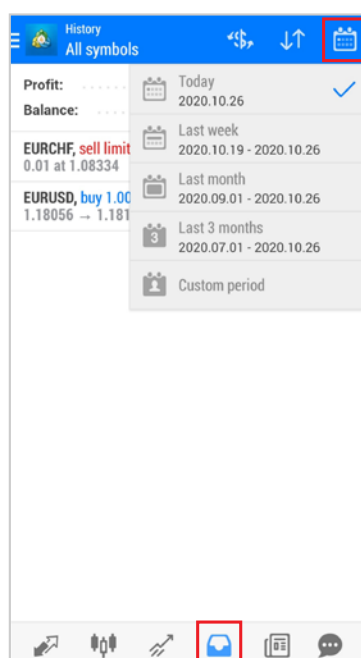 History
All symbols
Profit:
Balance:
EURCHF, sell limit
0.01 at 1.08334
EURUSD, buy 1.00
1.18056 → 1.181
Today
2020.10.26
Last week
2020.10.19 - 2020.10.26
Last month
2020.09.01 - 2020.10.26
3
Last 3 months
2020.07.01 - 2020.10.26
Custom period